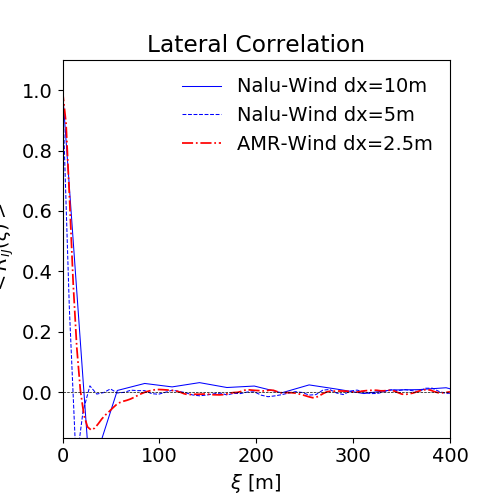 Lateral Correlation
Nalu-Wind dx=10m
Nalu-Wind dx=5m
AMR-Wind dx=2.5m
1.0
0.8
0.6
0.4
0.2
0.0
0 100 200 300 400
ξ [m]